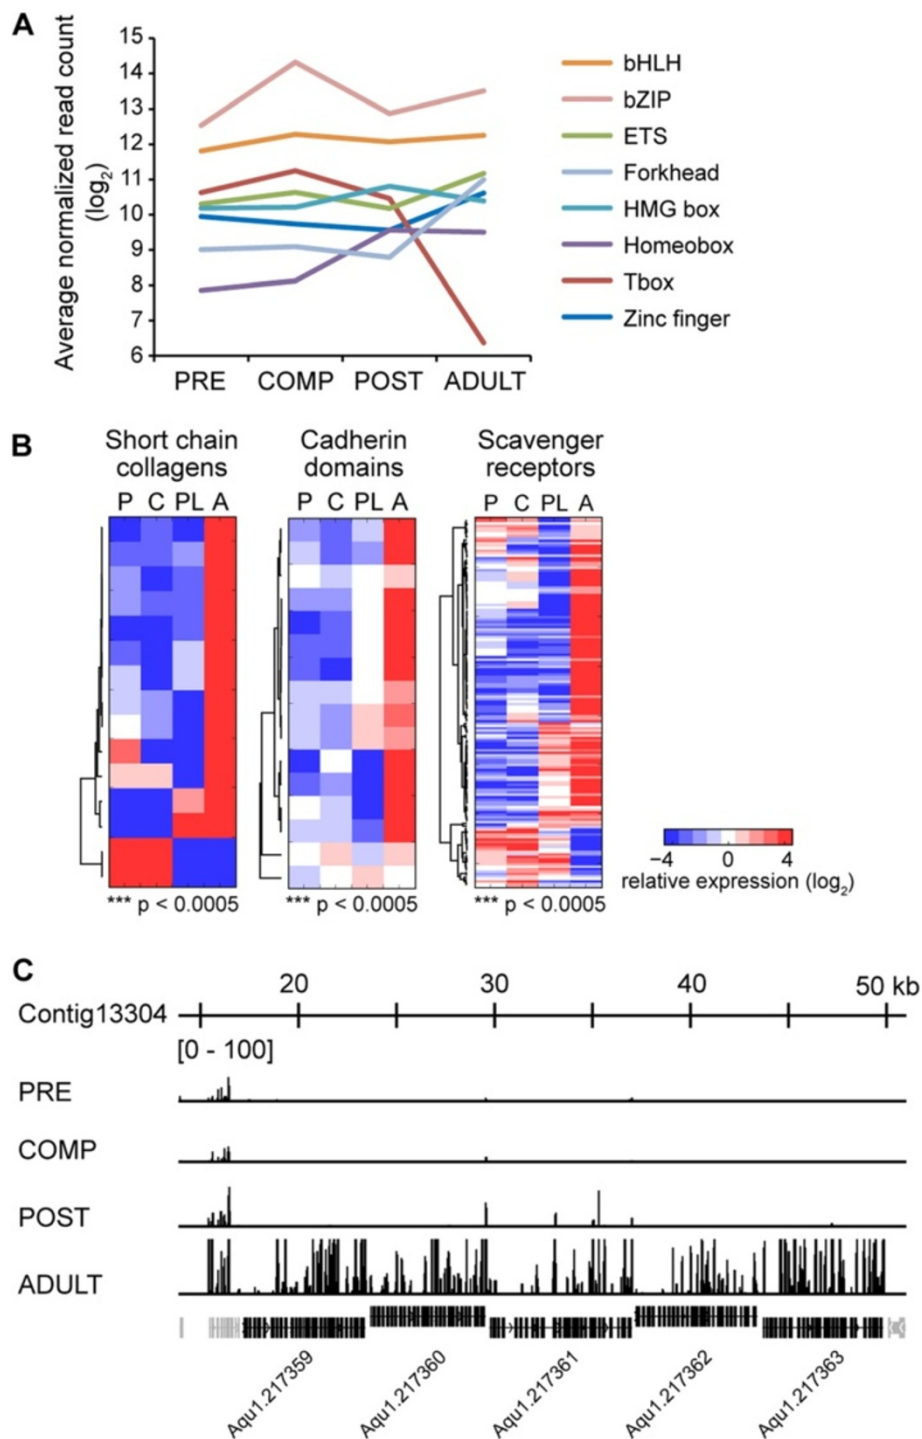 A
Average normalized read count
(log2)
15
14
13
12
11
10
9
8
7
6
PRE COMP POST ADULT
bHLH
bZIP
ETS
Forkhead
HMG box
Homeobox
Tbox
Zinc finger
B
Short chain
collagens
P C PL A
*** p < 0.0005
Cadherin
domains
P C PL A
*** p < 0.0005
Scavenger
receptors
P C PL A
*** p < 0.0005
−4 0 4
relative expression (log2)
C
20 30 40 50 kb
Contig13304
[0 - 100]
PRE
COMP
POST
ADULT
Aqu1.217359
Aqu1.217360
Aqu1.217361
Aqu1.217362
Aqu1.217363